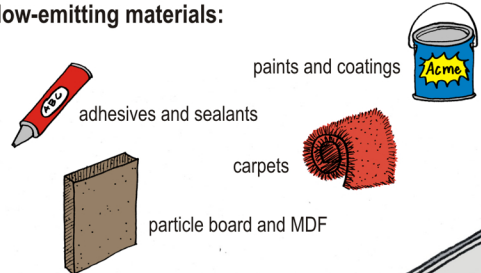 low-emitting materials:
paints and coatings
Acme
ABC
adhesives and sealants
carpets
particle board and MDF